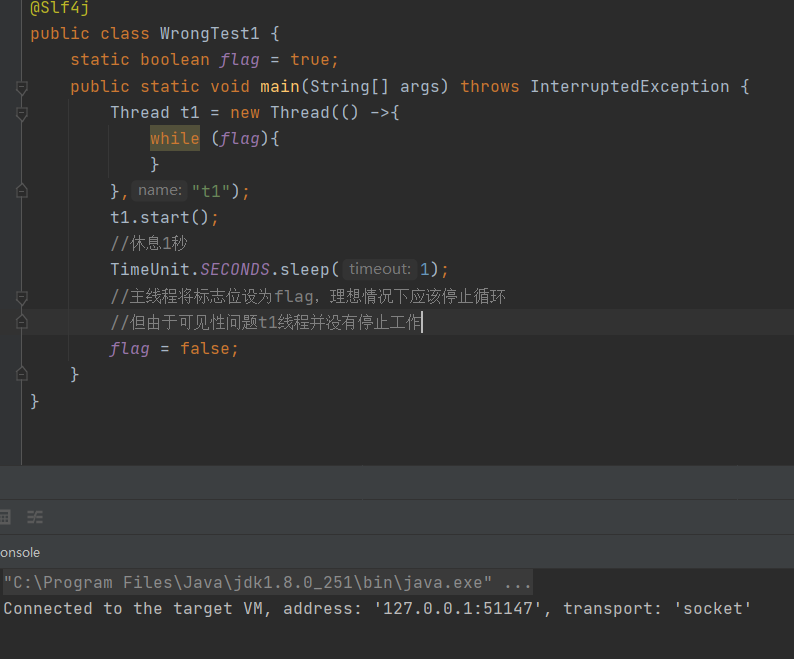 @Slf4j
public class WrongTest1 {
static boolean flag = true;
public static void main(String[] args) throws InterruptedException {
Thread t1 = new Thread(() ->{
while (flag){
}
}, name: "t1");
t1.start();
//休息1秒
TimeUnit.SECONDS.sleep( timeout: 1);
//主线程将标志位设为flag，理想情况下应该停止循环
//但由于可见性问题t1线程并没有停止工作
flag = false;
}
}
onsole
"C:\Program Files\Java\jdk1.8.0_251\bin\java.exe" ...
Connected to the target VM, address: '127.0.0.1:51147', transport: 'socket'